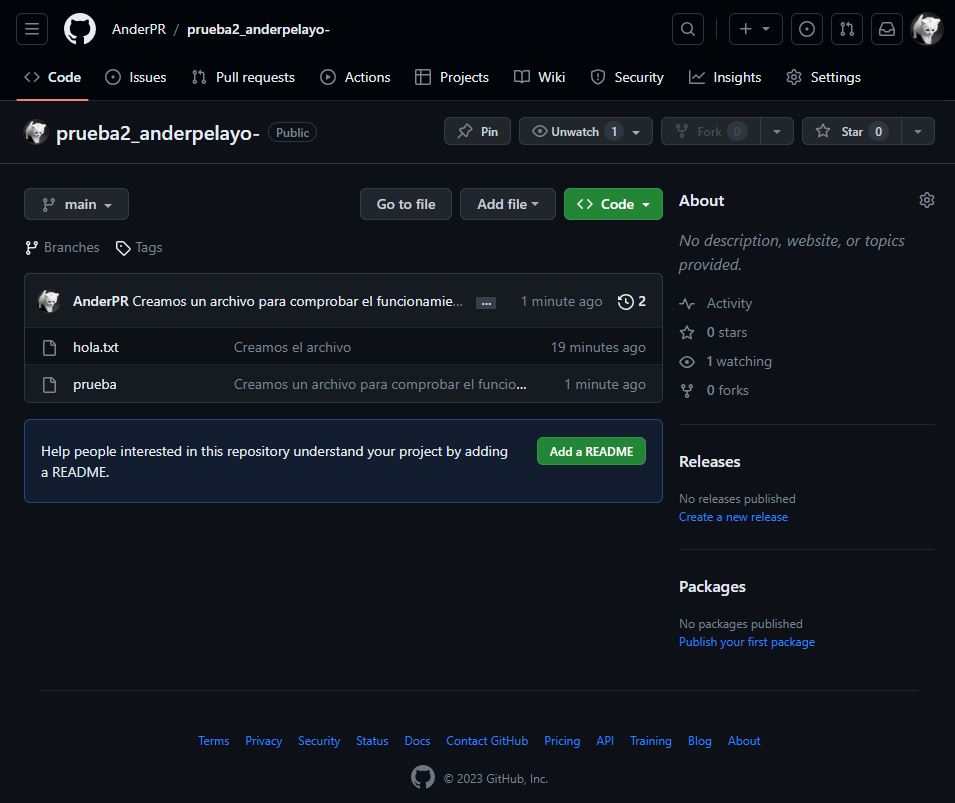 AnderPR / prueba2_anderpelayo-
Code Issues Pull requests Actions Projects Wiki Security Insights Settings
prueba2_anderpelayo- Public Pin Unwatch 1 Fork 0 Star 0
main Go to file Add file Code
Branches Tags
AnderPR Creamos un archivo para comprobar el funcionamie... ... 1 minute ago 2
hola.txt Creamos el archivo 19 minutes ago
prueba Creamos un archivo para comprobar el funcio... 1 minute ago
Help people interested in this repository understand your project by adding
a README.
Add a README
About
No description, website, or topics
provided.
Activity
0 stars
1 watching
0 forks
Releases
No releases published
Create a new release
Packages
No packages published
Publish your first package
Terms Privacy Security Status Docs Contact GitHub Pricing API Training Blog About
© 2023 GitHub, Inc.